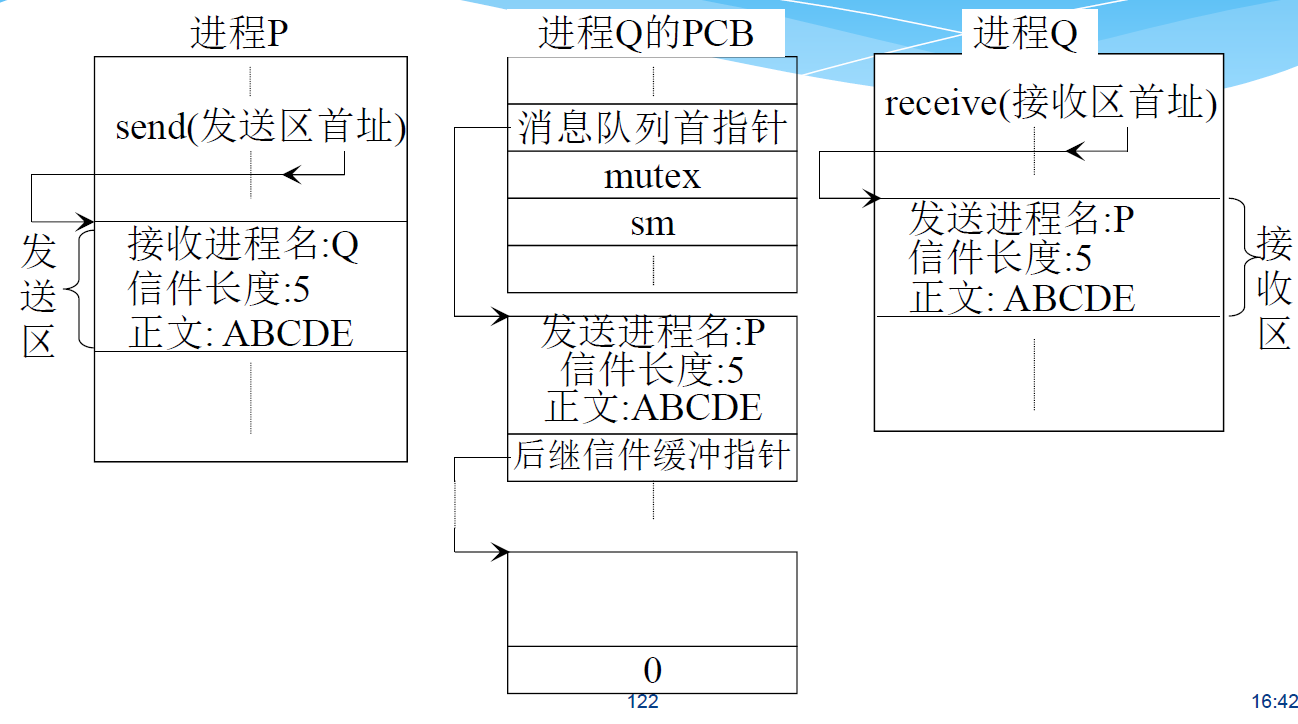 进程P
send(发送区首址)
发送区
接收进程名:Q
信件长度:5
正文: ABCDE
进程Q的PCB
消息队列首指针
mutex
sm
发送进程名:P
信件长度:5
正文:ABCDE
后继信件缓冲指针
0
进程Q
receive(接收区首址)
发送进程名:P
信件长度:5
正文: ABCDE
接收区
122
16:42